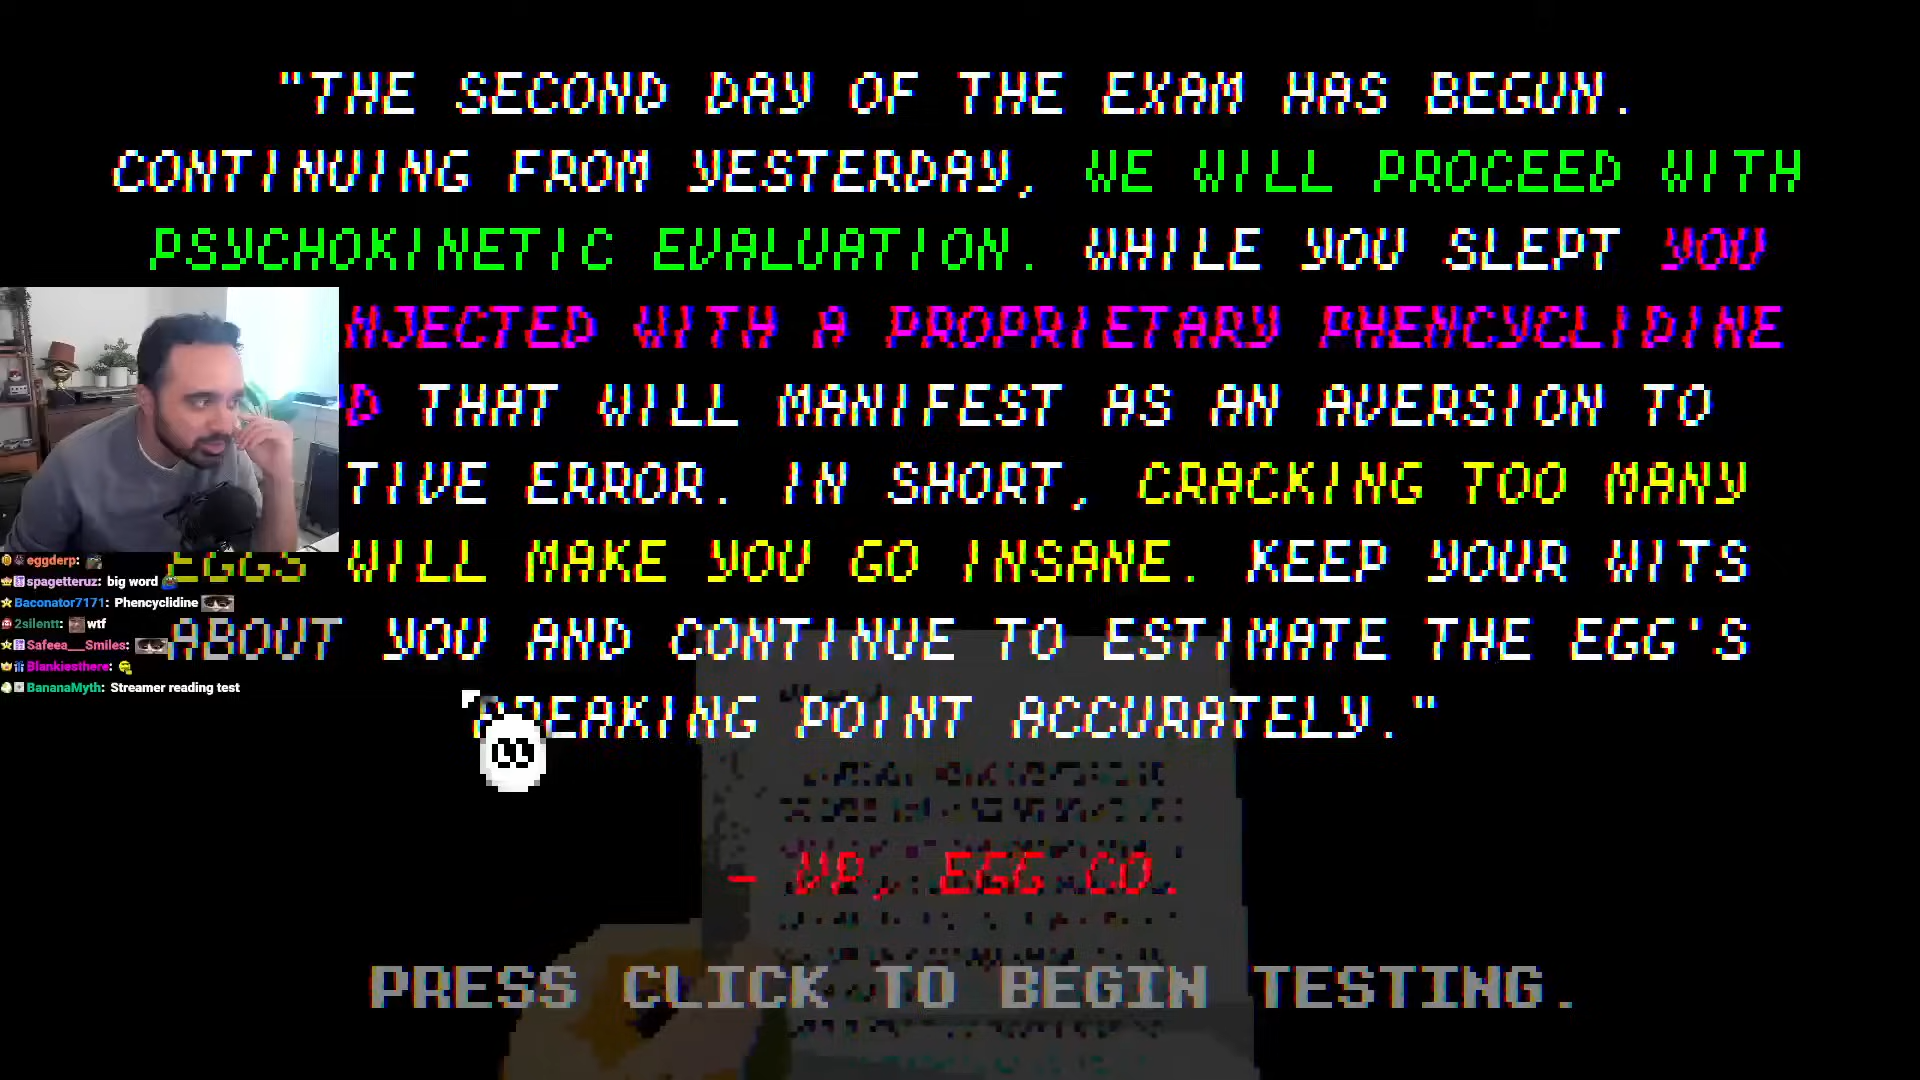 "THE SECOND DAY OF THE EXAM HAS BEGUN.
CONTINUING FROM YESTERDAY, WE WILL PROCEED WITH
PSYCHOKINETIC EVALUATION. WHILE YOU SLEPT YOU
NJECTED WITH A PROPRIETARY PHENCYCLIDINE
D THAT WILL MANIFEST AS AN AVERSION TO
TIVE ERROR. IN SHORT, CRACKING TOO MANY
EGGS WILL MAKE YOU GO INSANE. KEEP YOUR WITS
ABOUT YOU AND CONTINUE TO ESTIMATE THE EGG'S
BREAKING POINT ACCURATELY."
- VP, EGG CO.
PRESS CLICK TO BEGIN TESTING.
eggderp:
spagetteruz: big word
Baconator7171: Phencyclidine
2silentt: wtf
Safeea___Smiles:
Blankiesthere:
BananaMyth: Streamer reading test